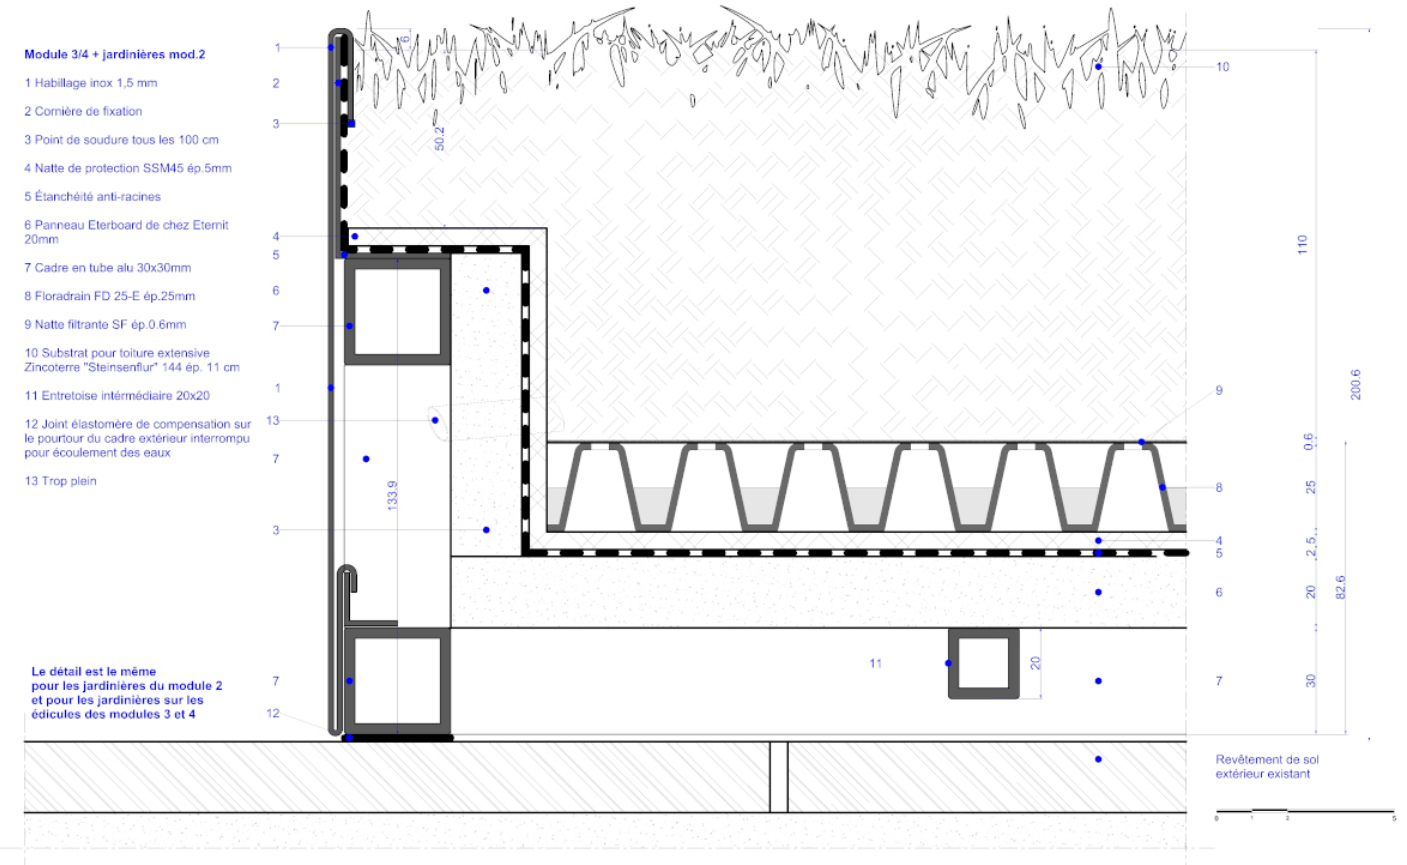 Module 3/4 + jardinières mod.2
1 Habillage inox 1,5 mm
2 Cornière de fixation
3 Point de soudure tous les 100 cm
4 Natte de protection SSM45 ép.5mm
5 Étanchéité anti-racines
6 Panneau Eterboard de chez Eternit
20mm
7 Cadre en tube alu 30x30mm
8 Floradrain FD 25-E ép.25mm
9 Natte filtrante SF ép.0.6mm
10 Substrat pour toiture extensive
Zincoterre "Steinsenflur" 144 ép. 11 cm
11 Entretoise intérmédiaire 20x20
12 Joint élastomère de compensation sur
le pourtour du cadre extérieur interrompu
pour écoulement des eaux
13 Trop plein
Le détail est le même
pour les jardinières du module 2
et pour les jardinières sur les
édicules des modules 3 et 4
1
2
3
4
5
6
7
1
13
7
3
7
12
6
50.2
133.9
11
20
10
9
8
4
5
6
7
110
0.6
25
2.5
20
30
82.6
200.6
Revêtement de sol
extérieur existant
0 1 2 5